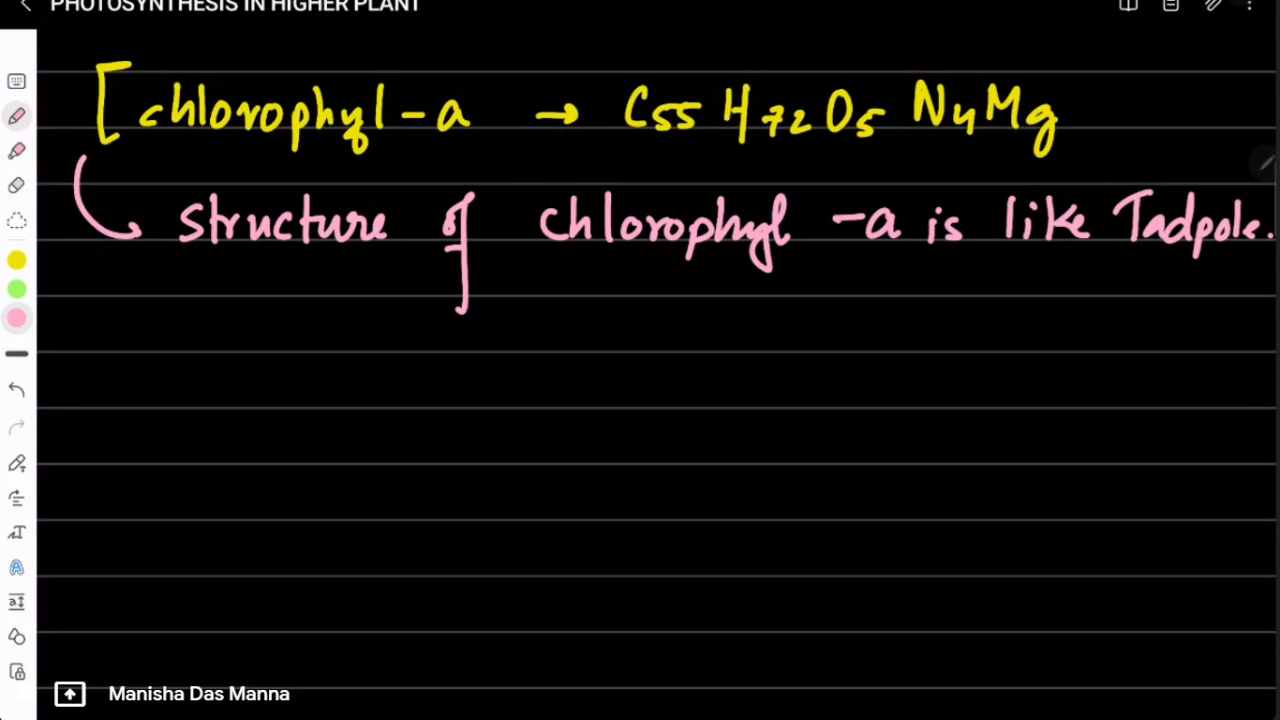 PHOTOSYNTHESIS IN HIGHER PLANT
[chlorophyl - a → C55 H72 O5 N4 Mg
structure of chlorophyl - a is like Tadpole.
Manisha Das Manna